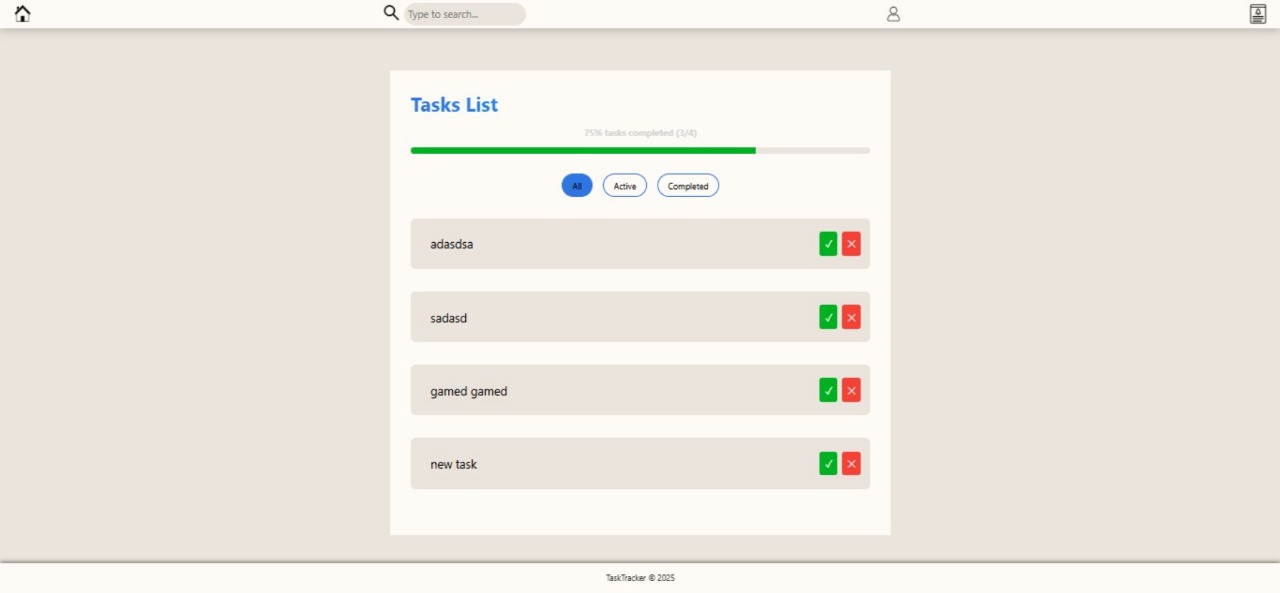 Type to search...
Tasks List
75% tasks completed (3/4)
All
Active
Completed
adasdsa
sadasd
gamed gamed
new task
TaskTracker © 2025